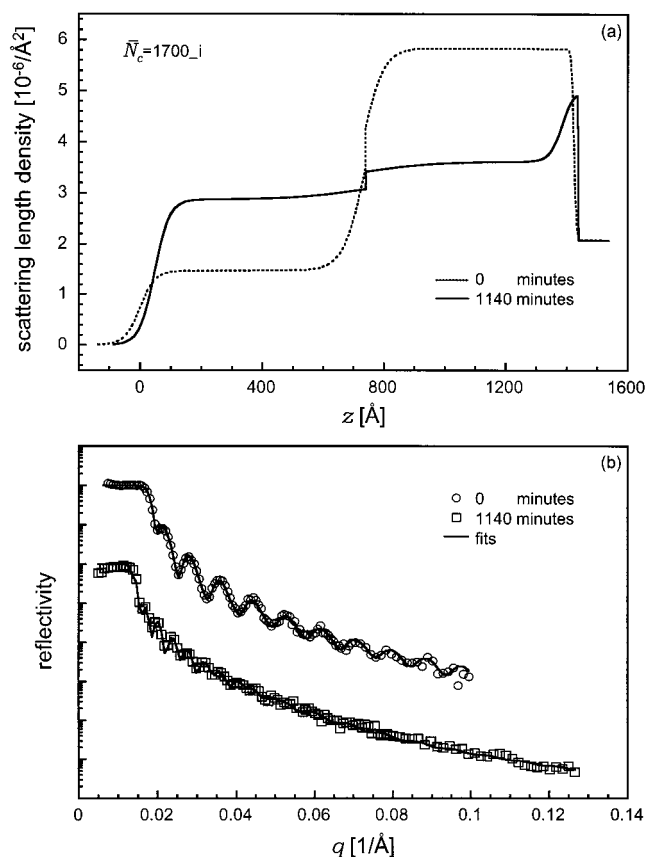 (a)
N̄c=1700_i
scattering length density [10⁻⁶/Å²]
6
5
4
3
2
1
0
0 minutes
1140 minutes
0 400 800 1200 1600
z [Å]
(b)
0 minutes
1140 minutes
fits
reflectivity
0.00 0.02 0.04 0.06 0.08 0.1 0.12 0.14
q [1/Å]